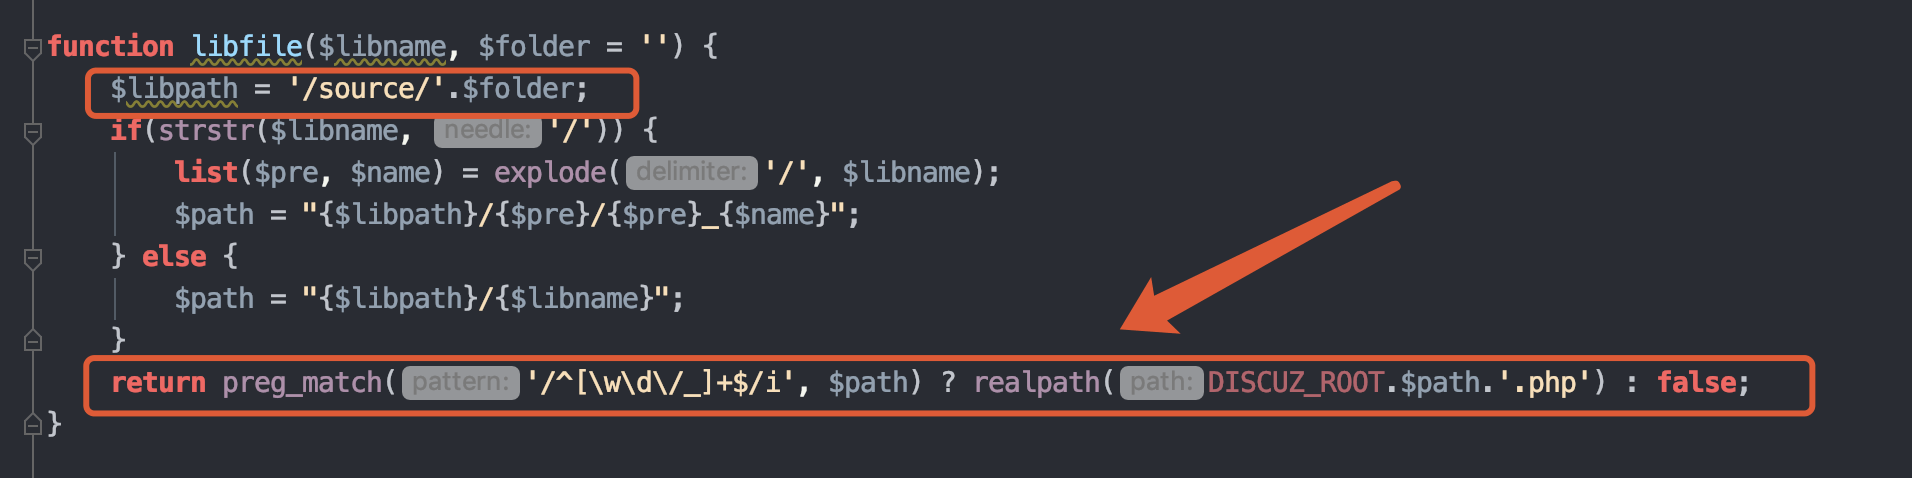 function libfile($libname, $folder = '') {
$libpath = '/source/'.$folder;
if(strstr($libname, needle: '/')) {
list($pre, $name) = explode( delimiter: '/', $libname);
$path = "{$libpath}/{$pre}/{$pre}_{$name}";
} else {
$path = "{$libpath}/{$libname}";
}
return preg_match( pattern: '/^[\w\d\/_]+$/i', $path) ? realpath( path: DISCUZ_ROOT.$path.'.php') : false;
}